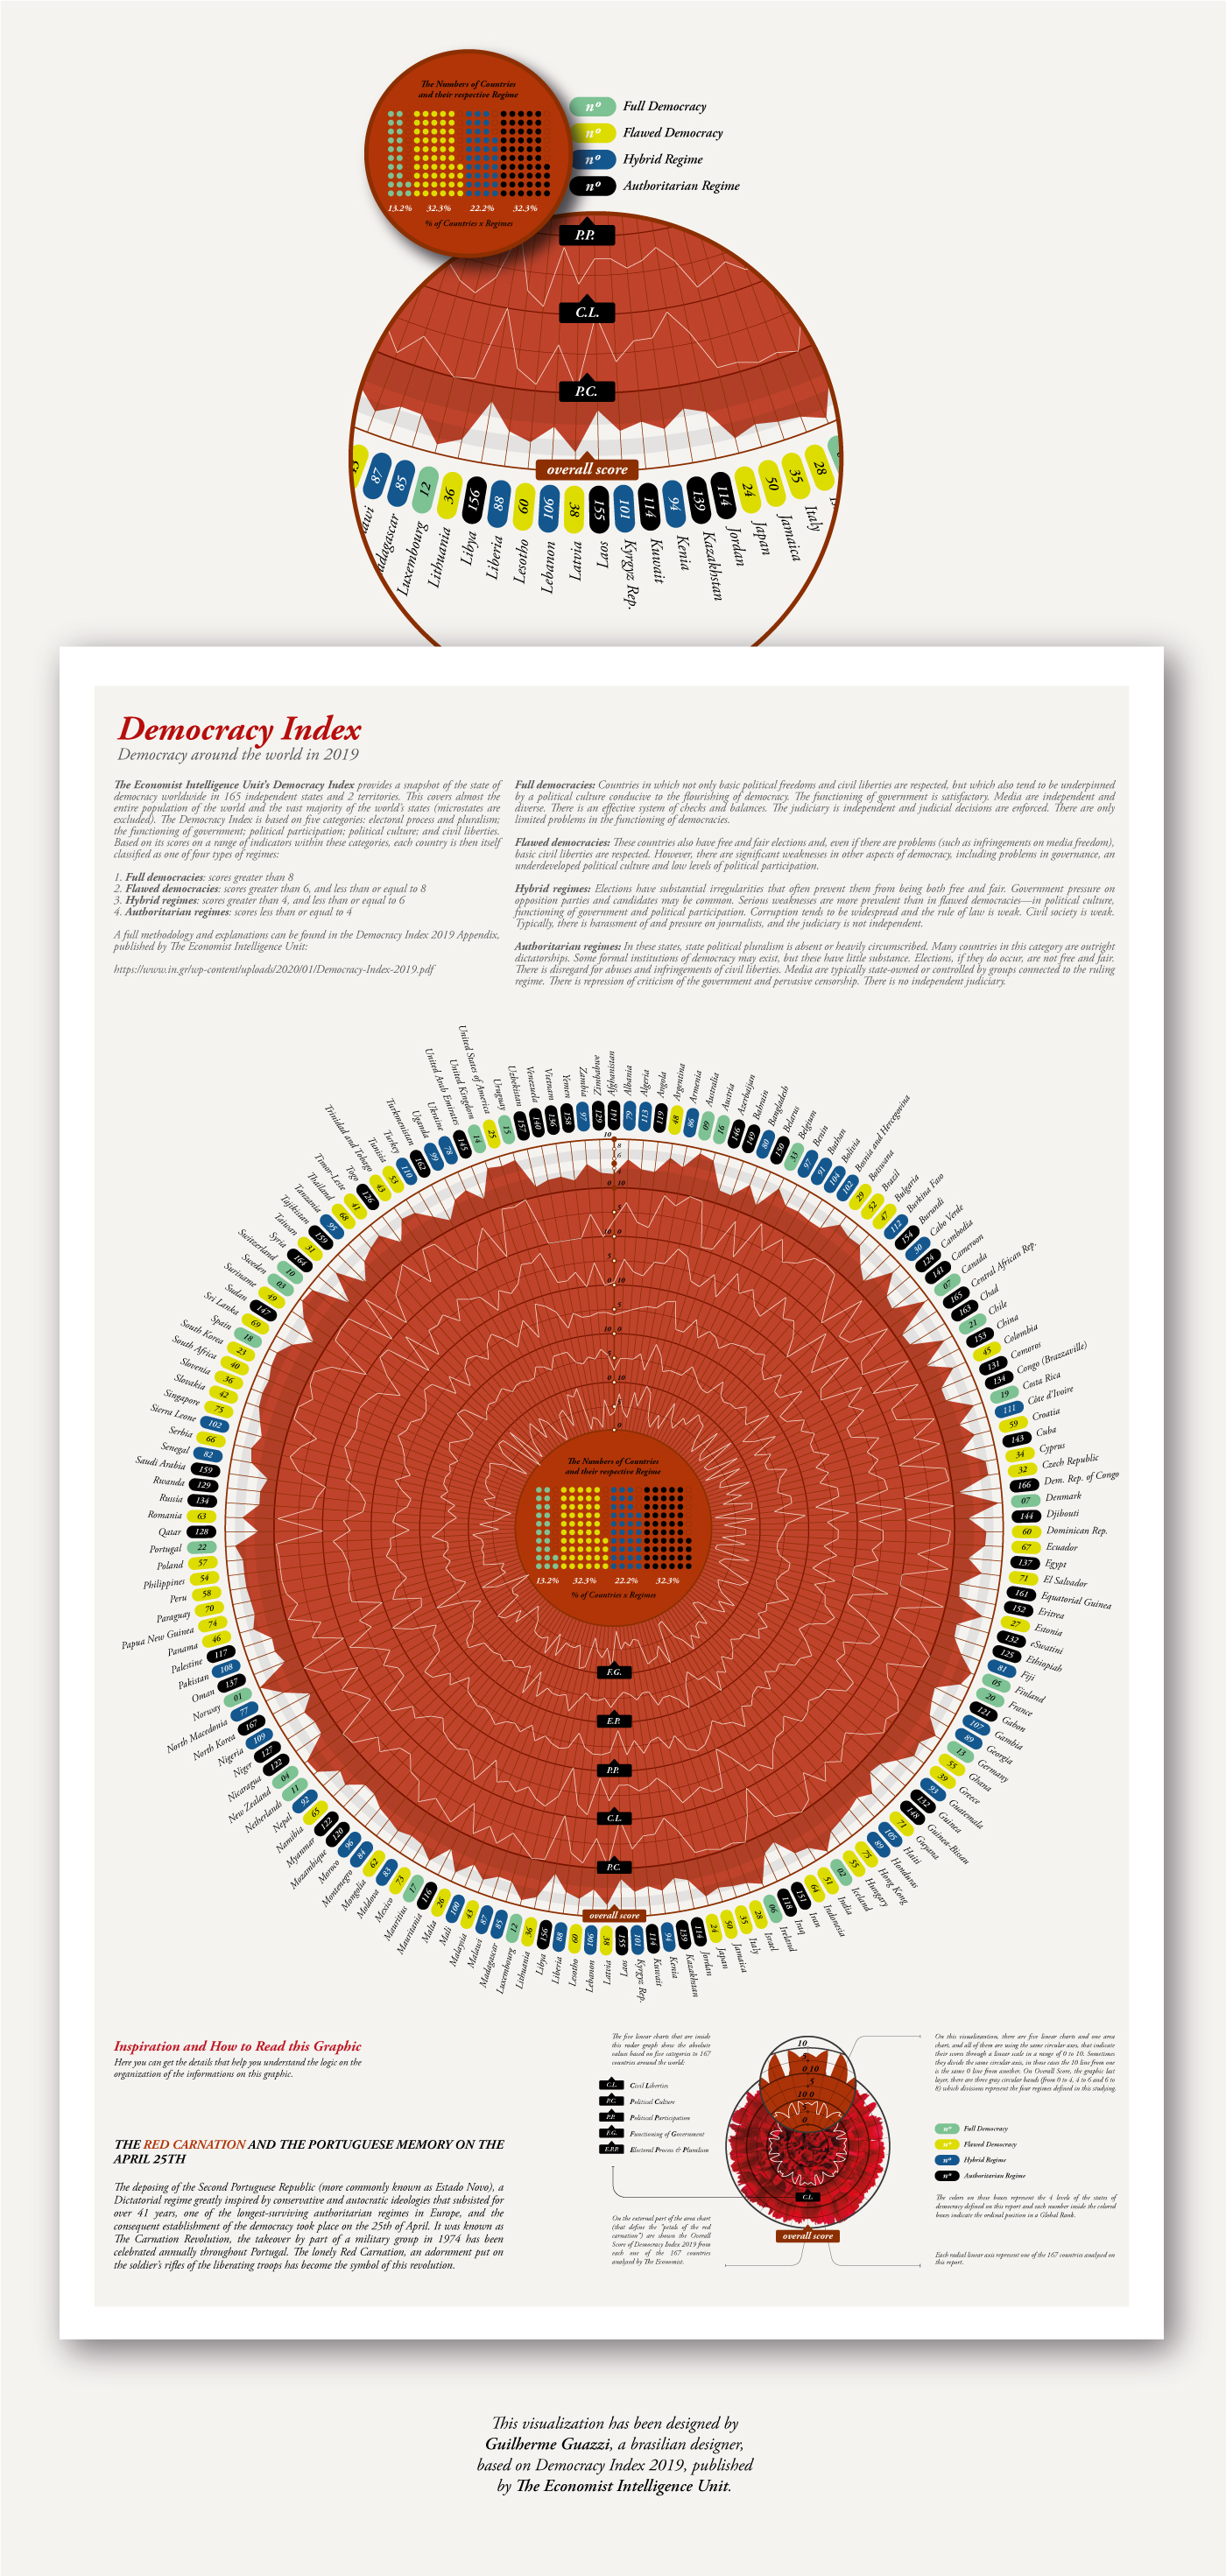 The Numbers of Countries
and their respective Regime
13.2% 32.3% 22.2% 32.3%
% of Countries x Regimes
nº Full Democracy
nº Flawed Democracy
nº Hybrid Regime
nº Authoritarian Regime
P.P.
C.L.
P.C.
overall score
87
85 adagascar
12 Luxembourg
36 Lithuania
156 Libya
88 Liberia
60 Lesotho
106 Lebanon
38 Latvia
155 Laos
101 Kyrgyz Rep.
114 Kuwait
94 Kenia
139 Kazakhstan
114 Jordan
24 Japan
50 Jamaica
35 Italy
28
Democracy Index
Democracy around the world in 2019
The Economist Intelligence Unit's Democracy Index provides a snapshot of the state of
democracy worldwide in 165 independent states and 2 territories. This covers almost the
entire population of the world and the vast majority of the world's states (microstates are
excluded). The Democracy Index is based on five categories: electoral process and pluralism;
the functioning of government; political participation; political culture; and civil liberties.
Based on its scores on a range of indicators within these categories, each country is then itself
classified as one of four types of regimes:
1. Full democracies: scores greater than 8
2. Flawed democracies: scores greater than 6, and less than or equal to 8
3. Hybrid regimes: scores greater than 4, and less than or equal to 6
4. Authoritarian regimes: scores less than or equal to 4
A full methodology and explanations can be found in the Democracy Index 2019 Appendix,
published by The Economist Intelligence Unit:
https://www.in.gr/wp-content/uploads/2020/01/Democracy-Index-2019.pdf
Full democracies: Countries in which not only basic political freedoms and civil liberties are respected, but which also tend to be underpinned
by a political culture conducive to the flourishing of democracy. The functioning of government is satisfactory. Media are independent and
diverse. There is an effective system of checks and balances. The judiciary is independent and judicial decisions are enforced. There are only
limited problems in the functioning of democracies.
Flawed democracies: These countries also have free and fair elections and, even if there are problems (such as infringements on media freedom),
basic civil liberties are respected. However, there are significant weaknesses in other aspects of democracy, including problems in governance, an
underdeveloped political culture and low levels of political participation.
Hybrid regimes: Elections have substantial irregularities that often prevent them from being both free and fair. Government pressure on
opposition parties and candidates may be common. Serious weaknesses are more prevalent than in flawed democracies—in political culture,
functioning of government and political participation. Corruption tends to be widespread and the rule of law is weak. Civil society is weak.
Typically, there is harassment of and pressure on journalists, and the judiciary is not independent.
Authoritarian regimes: In these states, state political pluralism is absent or heavily circumscribed. Many countries in this category are outright
dictatorships. Some formal institutions of democracy may exist, but these have little substance. Elections, if they do occur, are not free and fair.
There is disregard for abuses and infringements of civil liberties. Media are typically state-owned or controlled by groups connected to the ruling
regime. There is repression of criticism of the government and pervasive censorship. There is no independent judiciary.
Afghanistan 141
Albania 79
Algeria 113
Angola 119
Argentina 48
Armenia 86
Australia 09
Austria 16
Azerbaijan 146
Bahrain 149
Bangladesh 80
Belarus 150
Belgium 33
Benin 97
Buthan 91
Bolivia 104
Bosnia and Hercegovina 102
Botswana 29
Brazil 52
Bulgaria 47
Burkina Faso 112
Burundi 154
Cabo Verde 30
Cambodia 124
Cameroon 141
Canada 07
Central African Rep. 165
Chad 163
Chile 21
China 153
Colombia 45
Comoros 131
Congo (Brazzaville) 134
Costa Rica 19
Côte d'Ivoire 111
Croatia 59
Cuba 143
Cyprus 34
Czech Republic 32
Dem. Rep. of Congo 166
Denmark 07
Djibouti 144
Dominican Rep. 60
Ecuador 67
Egypt 137
El Salvador 71
Equatorial Guinea 161
Eritrea 152
Estonia 27
eSwatini 132
Ethiopiah 125
Fiji 81
Finland 05
France 20
Gabon 121
Gambia 107
Georgia 89
Germany 13
Ghana 55
Greece 39
Guatemala 93
Guinea 132
Guinea-Bissau 148
Guyana 71
Haiti 105
Honduras 89
Hong Kong 75
Hungary 55
Iceland 02
India 51
Indonesia 64
Iran 151
Iraq 118
Ireland 06
Israel 28
Italy 35
Jamaica 50
Japan 24
Jordan 114
Kazakhstan 139
Kenia 94
Kuwait 114
Kyrgyz Rep. 101
Laos 155
Latvia 38
Lebanon 106
Lesotho 60
Liberia 88
Libya 156
Lithuania 36
Luxembourg 12
Madagascar 85
Malawi 87
Malaysia 43
Mali 100
Malta 26
Mauritania 116
Mauritius 17
Mexico 73
Moldova 83
Mongolia 62
Montenegro 84
Moroco 96
Mozambique 120
Myanmar 122
Namibia 65
Nepal 92
Netherlands 11
New Zealand 04
Nicaragua 122
Niger 127
Nigeria 109
North Korea 167
North Macedonia 77
Norway 01
Oman 137
Pakistan 108
Palestine 117
Panama 46
Papua New Guinea 74
Paraguay 70
Peru 58
Philippines 54
Poland 57
Portugal 22
Qatar 128
Romania 63
Russia 134
Rwanda 129
Saudi Arabia 159
Senegal 82
Serbia 66
Sierra Leone 102
Singapore 75
Slovakia 42
Slovenia 36
South Africa 40
South Korea 23
Spain 18
Sri Lanka 69
Sudan 147
Suriname 49
Sweden 03
Switzerland 10
Syria 164
Taiwan 31
Tajikistan 159
Tanzania 95
Thailand 68
Timor-Leste 41
Togo 126
Trinidad and Tobago 43
Tunisia 53
Turkey 110
Turkmenistan 162
Uganda 99
Ukraine 78
United Arab Emirates 145
United Kingdom 14
United States of America 25
Uruguay 15
Uzbekistan 157
Venezuela 140
Vietnam 136
Yemen 158
Zambia 97
Zimbabwe 129
The Numbers of Countries
and their respective Regime
13.2% 32.3% 22.2% 32.3%
% of Countries x Regimes
F.G.
E.P.
P.P.
C.L.
P.C.
overall score
Inspiration and How to Read this Graphic
Here you can get the details that help you understand the logic on the
organization of the informations on this graphic.
THE RED CARNATION AND THE PORTUGUESE MEMORY ON THE
APRIL 25TH
The deposing of the Second Portuguese Republic (more commonly known as Estado Novo), a
Dictatorial regime greatly inspired by conservative and autocratic ideologies that subsisted for
over 41 years, one of the longest-surviving authoritarian regimes in Europe, and the
consequent establishment of the democracy took place on the 25th of April. It was known as
The Carnation Revolution, the takeover by part of a military group in 1974 has been
celebrated annually throughout Portugal. The lonely Red Carnation, an adornment put on
the soldier's rifles of the liberating troops has become the symbol of this revolution.
The five linear charts that are inside
this radar graph show the absolute
values based on five categories to 167
countries around the world:
C.L. Civil Liberties
P.C. Political Culture
P.P. Political Participation
F.G. Functioning of Government
E.P.P. Electoral Process & Pluralism
On the external part of the area chart
(that define the "petals of the red
carnation") are shown the Overall
Score of Democracy Index 2019 from
each one of the 167 countries
analyzed by The Economist.
C.L.
overall score
On this visualization, there are five linear charts and one area
chart, and all of them are using the same circular axis, that indicate
their scores through a linear scale in a range of 0 to 10. Sometimes
they divide the same circular axis, in those cases the 10 line from one
is the same 0 line from another. On Overall Score, the graphic last
layer, there are three gray circular bands (from 0 to 4, 4 to 6 and 6 to
8) which divisions represent the four regimes defined in this studying.
nº Full Democracy
nº Flawed Democracy
nº Hybrid Regime
nº Authoritarian Regime
The colors on these boxes represent the 4 levels of the status of
democracy defined on this report and each number inside the colored
boxes indicate the ordinal position in a Global Rank.
Each radial linear axis represent one of the 167 countries analysed on
this report.
This visualization has been designed by
Guilherme Guazzi, a brasilian designer,
based on Democracy Index 2019, published
by The Economist Intelligence Unit.